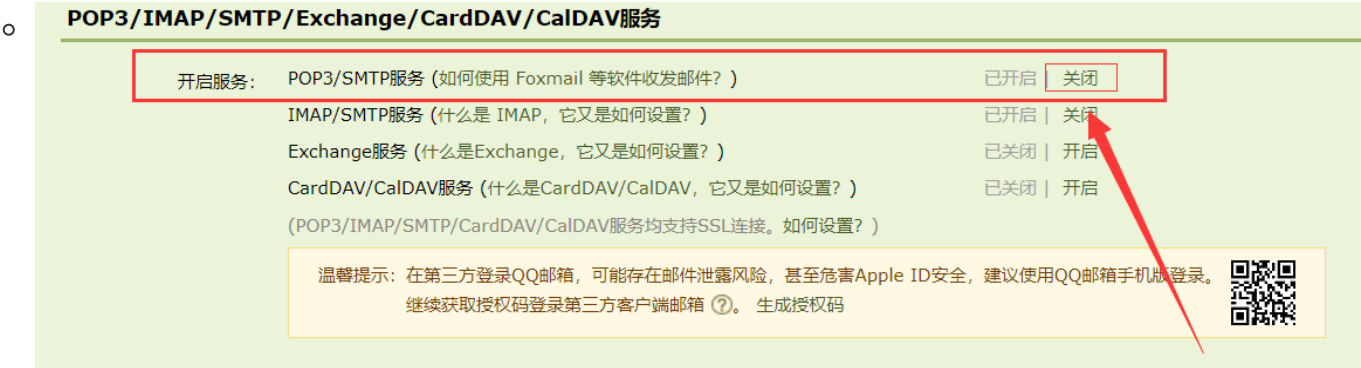 POP3/IMAP/SMTP/Exchange/CardDAV/CalDAV服务
开启服务： POP3/SMTP服务 (如何使用 Foxmail 等软件收发邮件？) 已开启 | 关闭
IMAP/SMTP服务 (什么是 IMAP，它又是如何设置？) 已开启 | 关闭
Exchange服务 (什么是Exchange，它又是如何设置？) 已关闭 | 开启
CardDAV/CalDAV服务 (什么是CardDAV/CalDAV，它又是如何设置？) 已关闭 | 开启
(POP3/IMAP/SMTP/CardDAV/CalDAV服务均支持SSL连接。如何设置？)
温馨提示：在第三方登录QQ邮箱，可能存在邮件泄露风险，甚至危害Apple ID安全，建议使用QQ邮箱手机版登录。
继续获取授权码登录第三方客户端邮箱 ?。 生成授权码